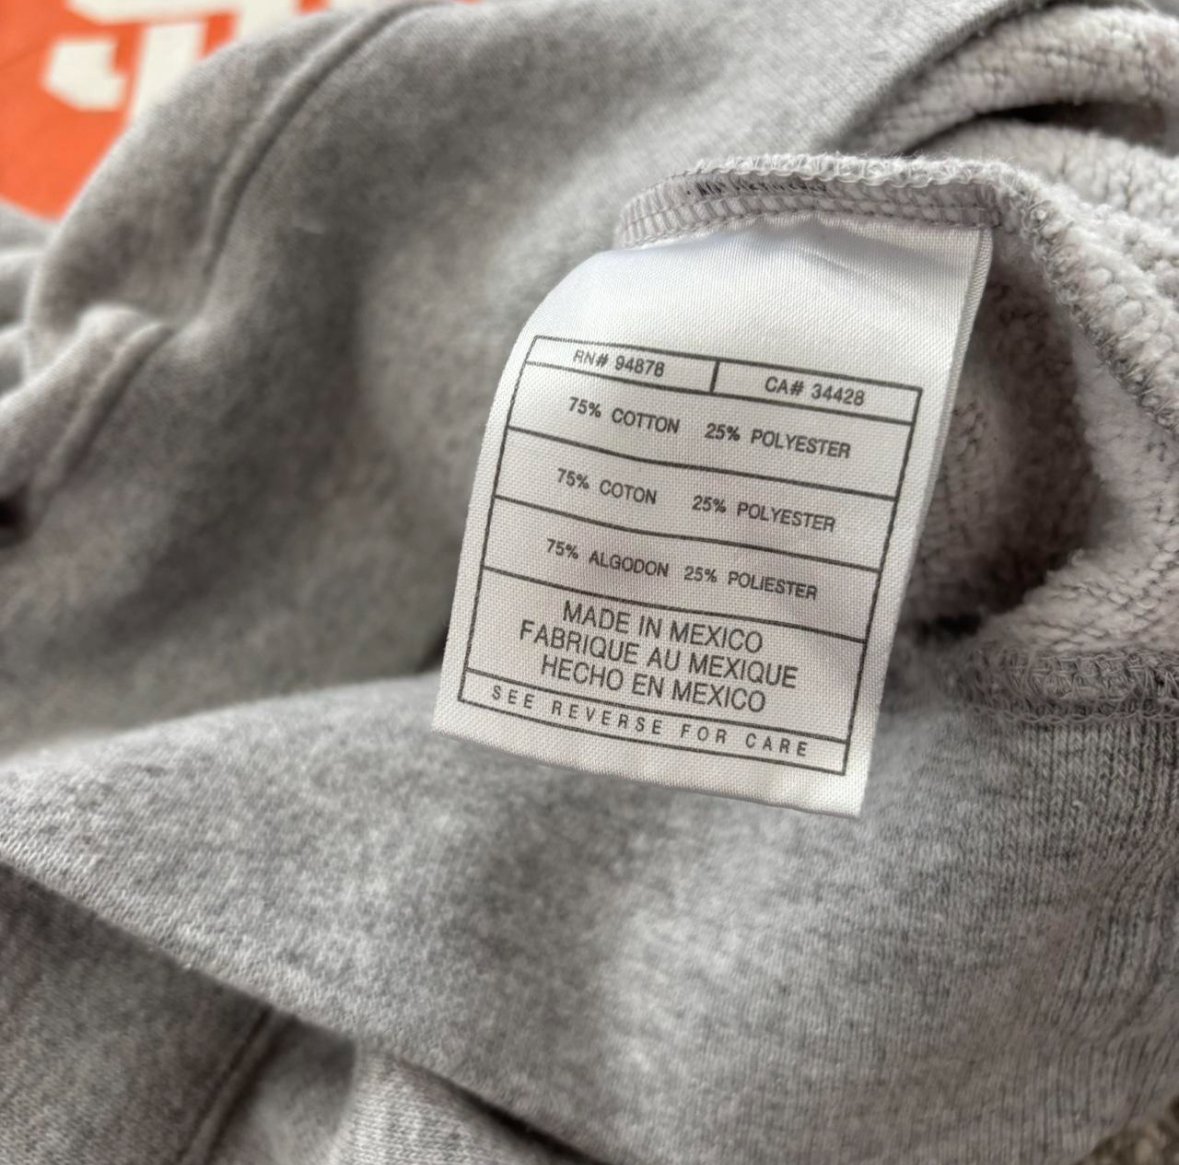 RN# 94878 CA# 34428
75% COTTON 25% POLYESTER
75% COTON 25% POLYESTER
75% ALGODON 25% POLIESTER
MADE IN MEXICO
FABRIQUE AU MEXIQUE
HECHO EN MEXICO
SEE REVERSE FOR CARE